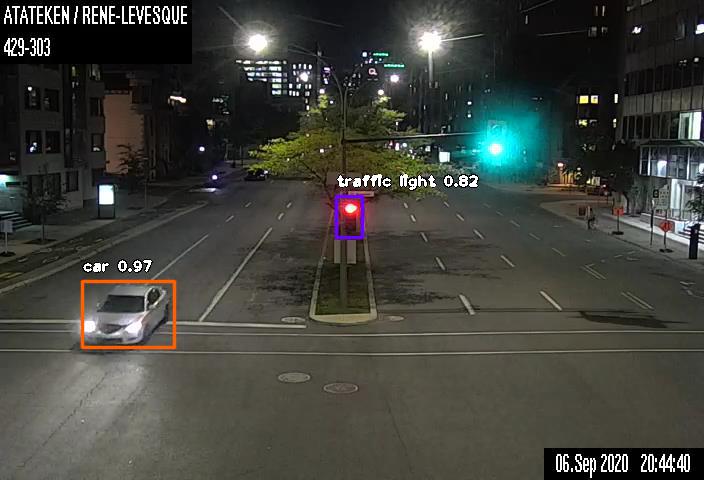 ATATEKEN / RENE-LEVESQUE
429-303
traffic light 0.82
car 0.97
06.Sep 2020 20:44:40